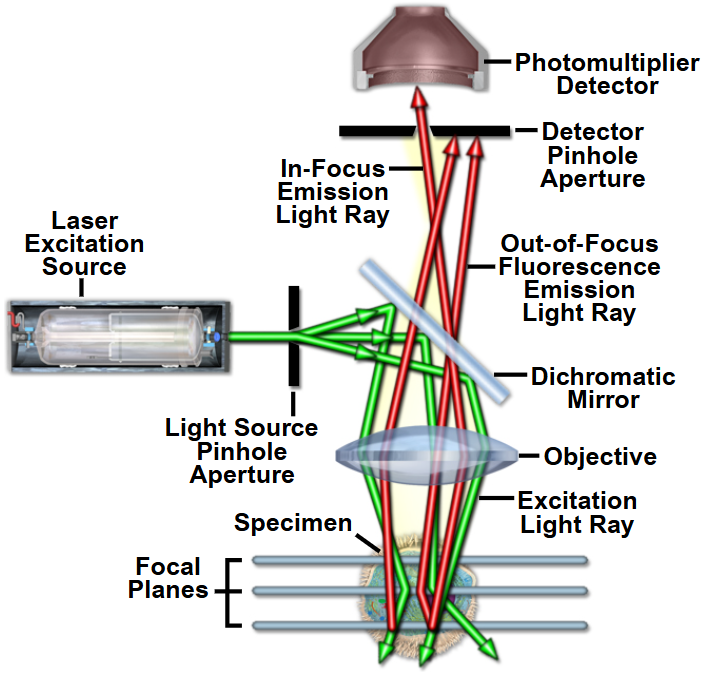 Photomultiplier
Detector
Detector
Pinhole
Aperture
In-Focus
Emission
Light Ray
Laser
Excitation
Source
Out-of-Focus
Fluorescence
Emission
Light Ray
Dichromatic
Mirror
Light Source
Pinhole
Aperture
Objective
Excitation
Light Ray
Specimen
Focal
Planes